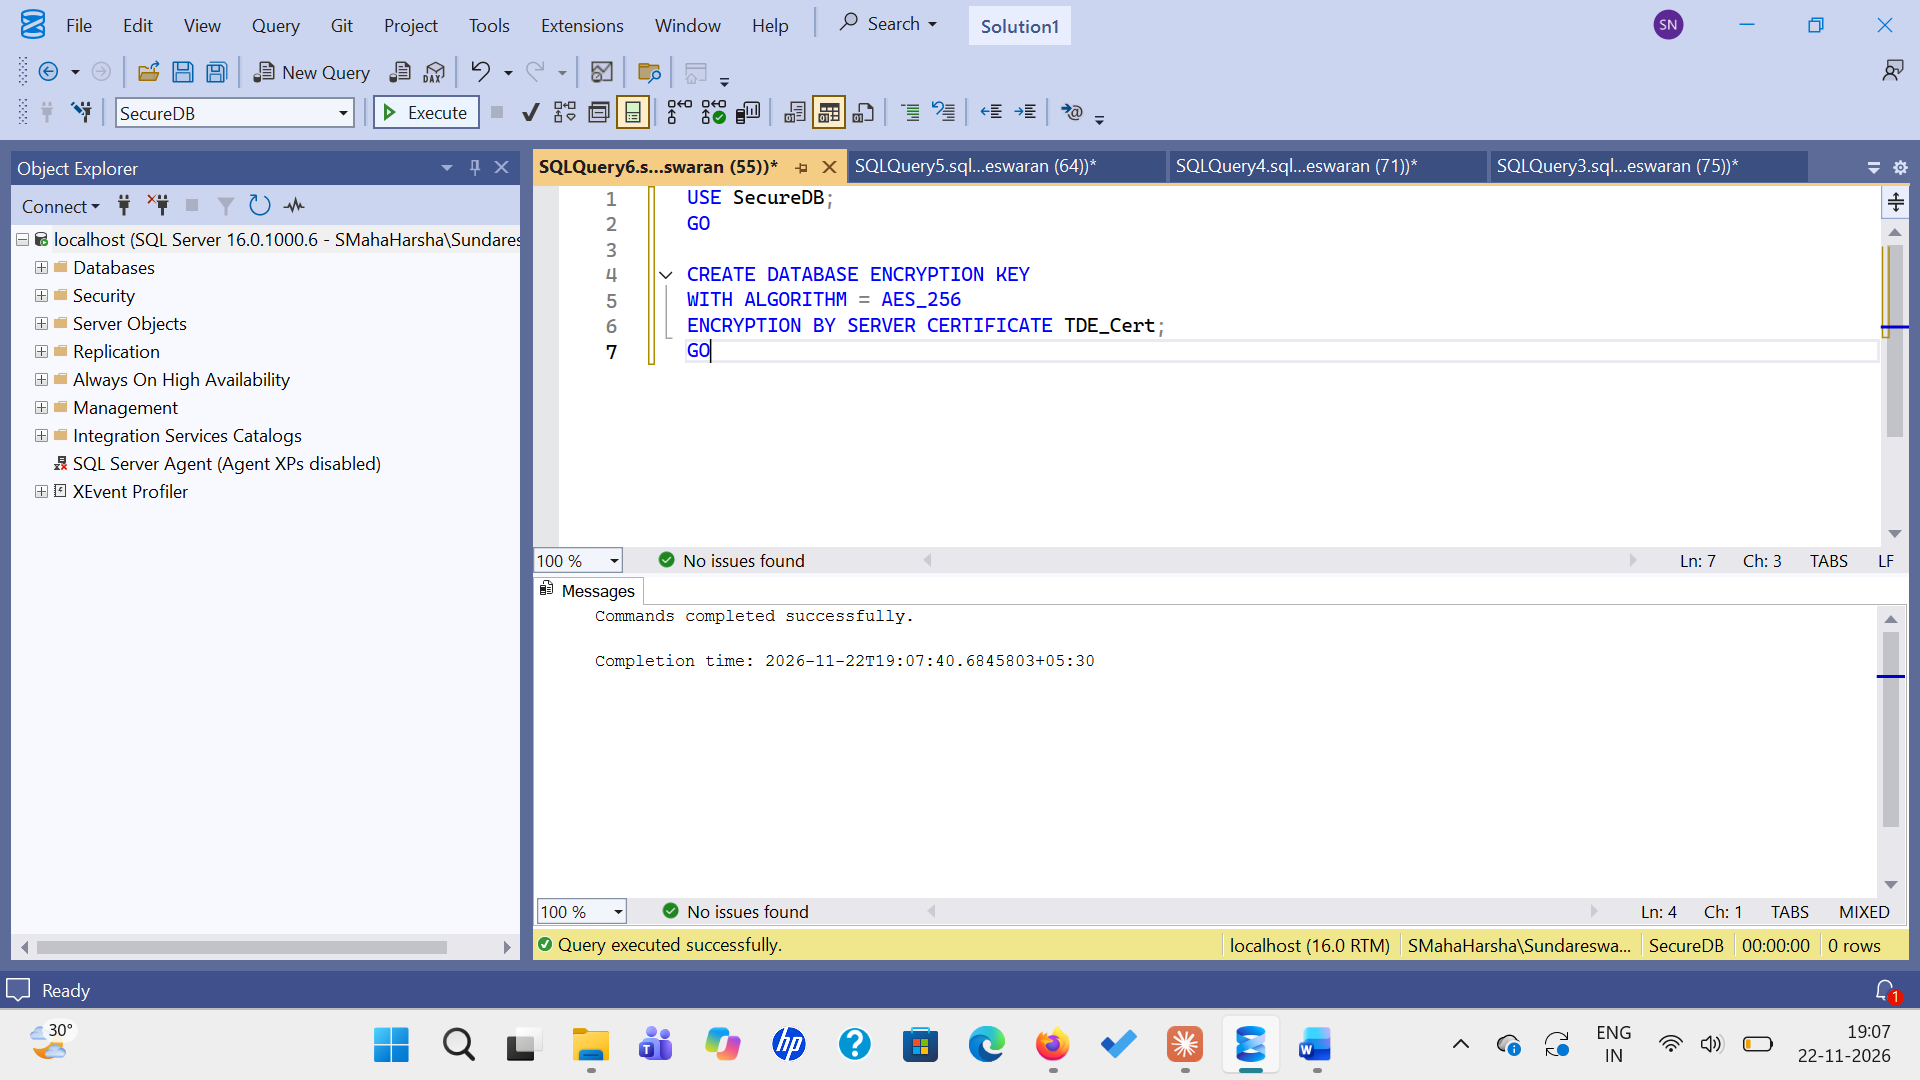 File Edit View Query Git Project Tools Extensions Window Help Search Solution1 SN
New Query DAX
SecureDB Execute
Object Explorer
Connect
localhost (SQL Server 16.0.1000.6 - SMahaHarsha\Sundares
Databases
Security
Server Objects
Replication
Always On High Availability
Management
Integration Services Catalogs
SQL Server Agent (Agent XPs disabled)
XEvent Profiler
SQLQuery6.s...swaran (55))* SQLQuery5.sql...eswaran (64))* SQLQuery4.sql...eswaran (71))* SQLQuery3.sql...eswaran (75))*
1 USE SecureDB;
2 GO
3
4 CREATE DATABASE ENCRYPTION KEY
5 WITH ALGORITHM = AES_256
6 ENCRYPTION BY SERVER CERTIFICATE TDE_Cert;
7 GO
100 % No issues found Ln: 7 Ch: 3 TABS LF
Messages
Commands completed successfully.
Completion time: 2026-11-22T19:07:40.6845803+05:30
100 % No issues found Ln: 4 Ch: 1 TABS MIXED
Query executed successfully. localhost (16.0 RTM) SMahaHarsha\Sundareswa... SecureDB 00:00:00 0 rows
Ready 1
30°
hp
ENG
IN
19:07
22-11-2026